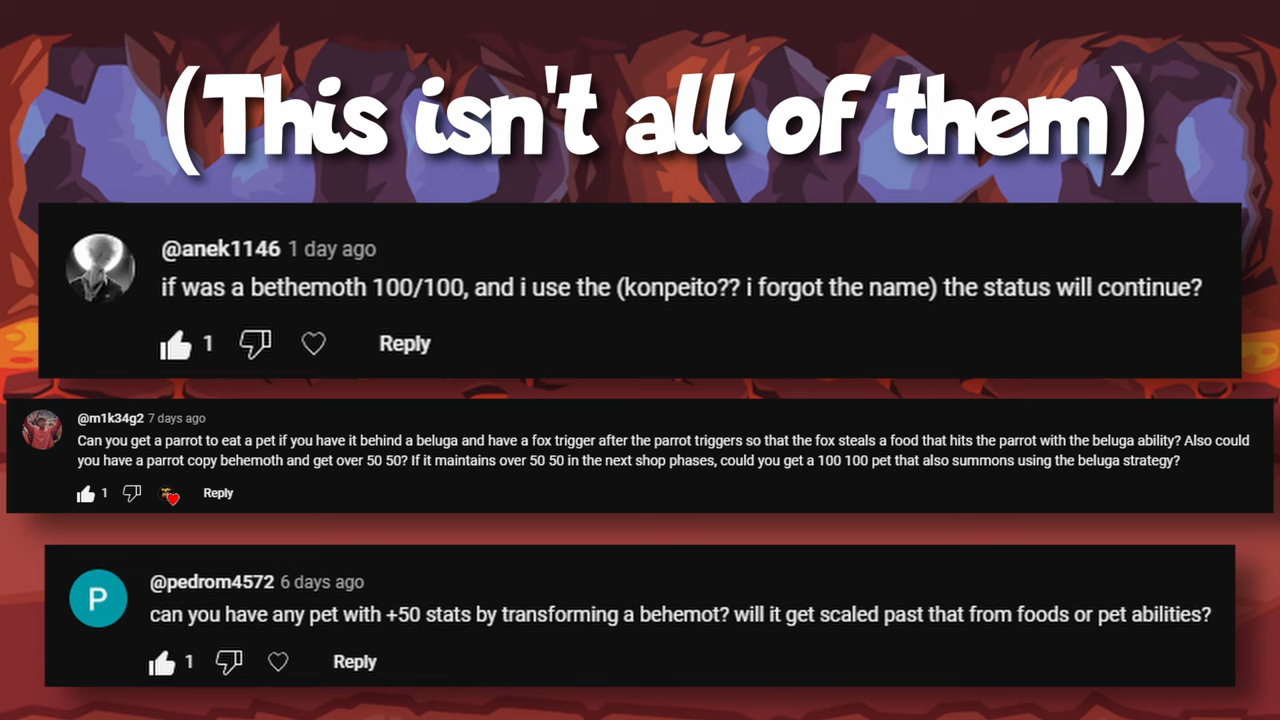 (This isn't all of them)
@anek1146 1 day ago
if was a bethemoth 100/100, and i use the (konpeito?? i forgot the name) the status will continue?
1 Reply
@m1k34g2 7 days ago
Can you get a parrot to eat a pet if you have it behind a beluga and have a fox trigger after the parrot triggers so that the fox steals a food that hits the parrot with the beluga ability? Also could
you have a parrot copy behemoth and get over 50 50? If it maintains over 50 50 in the next shop phases, could you get a 100 100 pet that also summons using the beluga strategy?
1 Reply
P
@pedrom4572 6 days ago
can you have any pet with +50 stats by transforming a behemot? will it get scaled past that from foods or pet abilities?
1 Reply